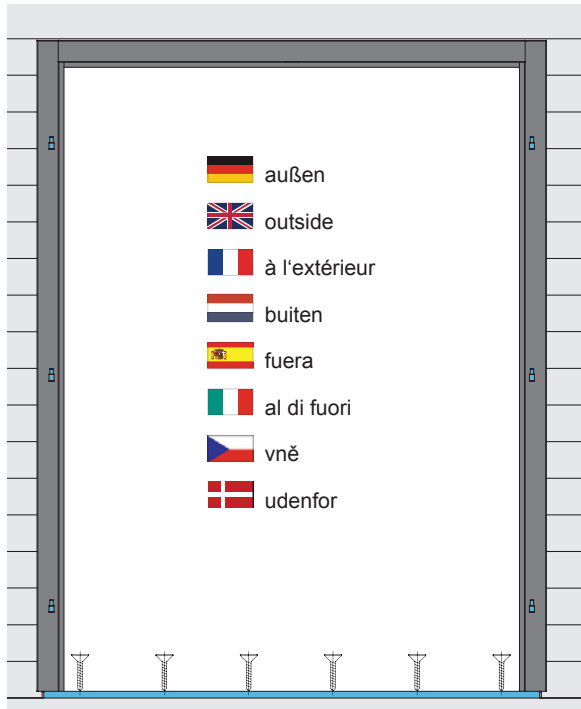 außen
outside
à l‘extérieur
buiten
fuera
al di fuori
vně
udenfor